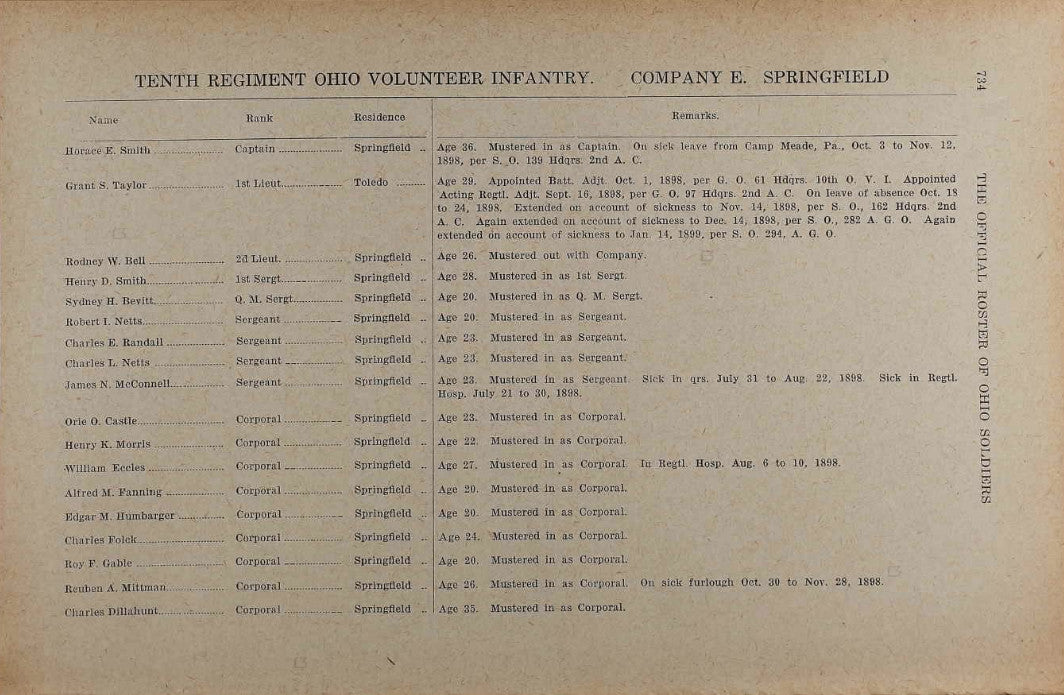 TENTH REGIMENT OHIO VOLUNTEER INFANTRY. COMPANY E. SPRINGFIELD
734
Name Rank Residence Remarks.
Horace E. Smith Captain Springfield Age 36. Mustered in as Captain. On sick leave from Camp Meade, Pa., Oct. 3 to Nov. 12,
1898, per S. O. 139 Hdqrs. 2nd A. C.
Grant S. Taylor 1st Lieut. Toledo Age 29. Appointed Batt. Adjt. Oct. 1, 1898, per G. O. 61 Hdqrs. 10th O. V. I. Appointed
Acting Regtl. Adjt. Sept. 16, 1898, per G. O. 97 Hdqrs. 2nd A. C. On leave of absence Oct. 18
to 24, 1898. Extended on account of sickness to Nov. 14, 1898, per S. O., 162 Hdqrs. 2nd
A. C. Again extended on account of sickness to Dec. 14, 1898, per S. O., 282 A. G. O. Again
extended on account of sickness to Jan. 14, 1899, per S. O. 294, A. G. O.
Rodney W. Bell 2d Lieut. Springfield Age 26. Mustered out with Company.
Henry D. Smith 1st Sergt. Springfield Age 28. Mustered in as 1st Sergt.
Sydney H. Bevitt Q. M. Sergt. Springfield Age 20. Mustered in as Q. M. Sergt.
Robert I. Netts Sergeant Springfield Age 20. Mustered in as Sergeant.
Charles E. Randall Sergeant Springfield Age 23. Mustered in as Sergeant.
Charles L. Netts Sergeant Springfield Age 23. Mustered in as Sergeant.
James N. McConnell Sergeant Springfield Age 23. Mustered in as Sergeant. Sick in qrs. July 31 to Aug. 22, 1898. Sick in Regtl.
Hosp. July 21 to 30, 1898.
Orie O. Castle Corporal Springfield Age 23. Mustered in as Corporal.
Henry K. Morris Corporal Springfield Age 22. Mustered in as Corporal.
William Eccles Corporal Springfield Age 27. Mustered in as Corporal. In Regtl. Hosp. Aug. 6 to 10, 1898.
Alfred M. Fanning Corporal Springfield Age 20. Mustered in as Corporal.
Edgar M. Humbarger Corporal Springfield Age 20. Mustered in as Corporal.
Charles Folck Corporal Springfield Age 24. Mustered in as Corporal.
Roy F. Gable Corporal Springfield Age 20. Mustered in as Corporal.
Reuben A. Mittman Corporal Springfield Age 26. Mustered in as Corporal. On sick furlough Oct. 30 to Nov. 28, 1898.
Charles Dillahunt Corporal Springfield Age 35. Mustered in as Corporal.
THE OFFICIAL ROSTER OF OHIO SOLDIERS